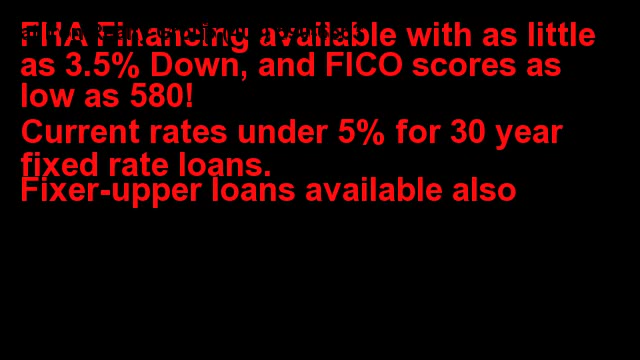 FHA Financing available with as little
as 3.5% Down, and FICO scores as
low as 580!
Current rates under 5% for 30 year
fixed rate loans.
Fixer-upper loans available also